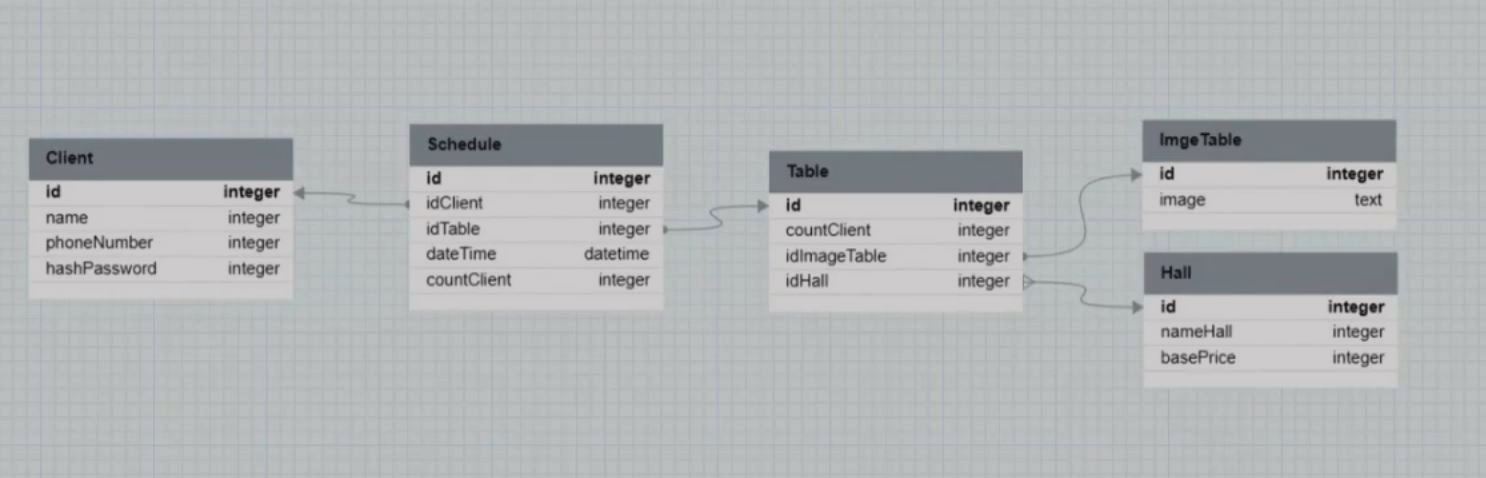 Client
id integer
name integer
phoneNumber integer
hashPassword integer
Schedule
id integer
idClient integer
idTable integer
dateTime datetime
countClient integer
Table
id integer
countClient integer
idImageTable integer
idHall integer
ImgeTable
id integer
image text
Hall
id integer
nameHall integer
basePrice integer